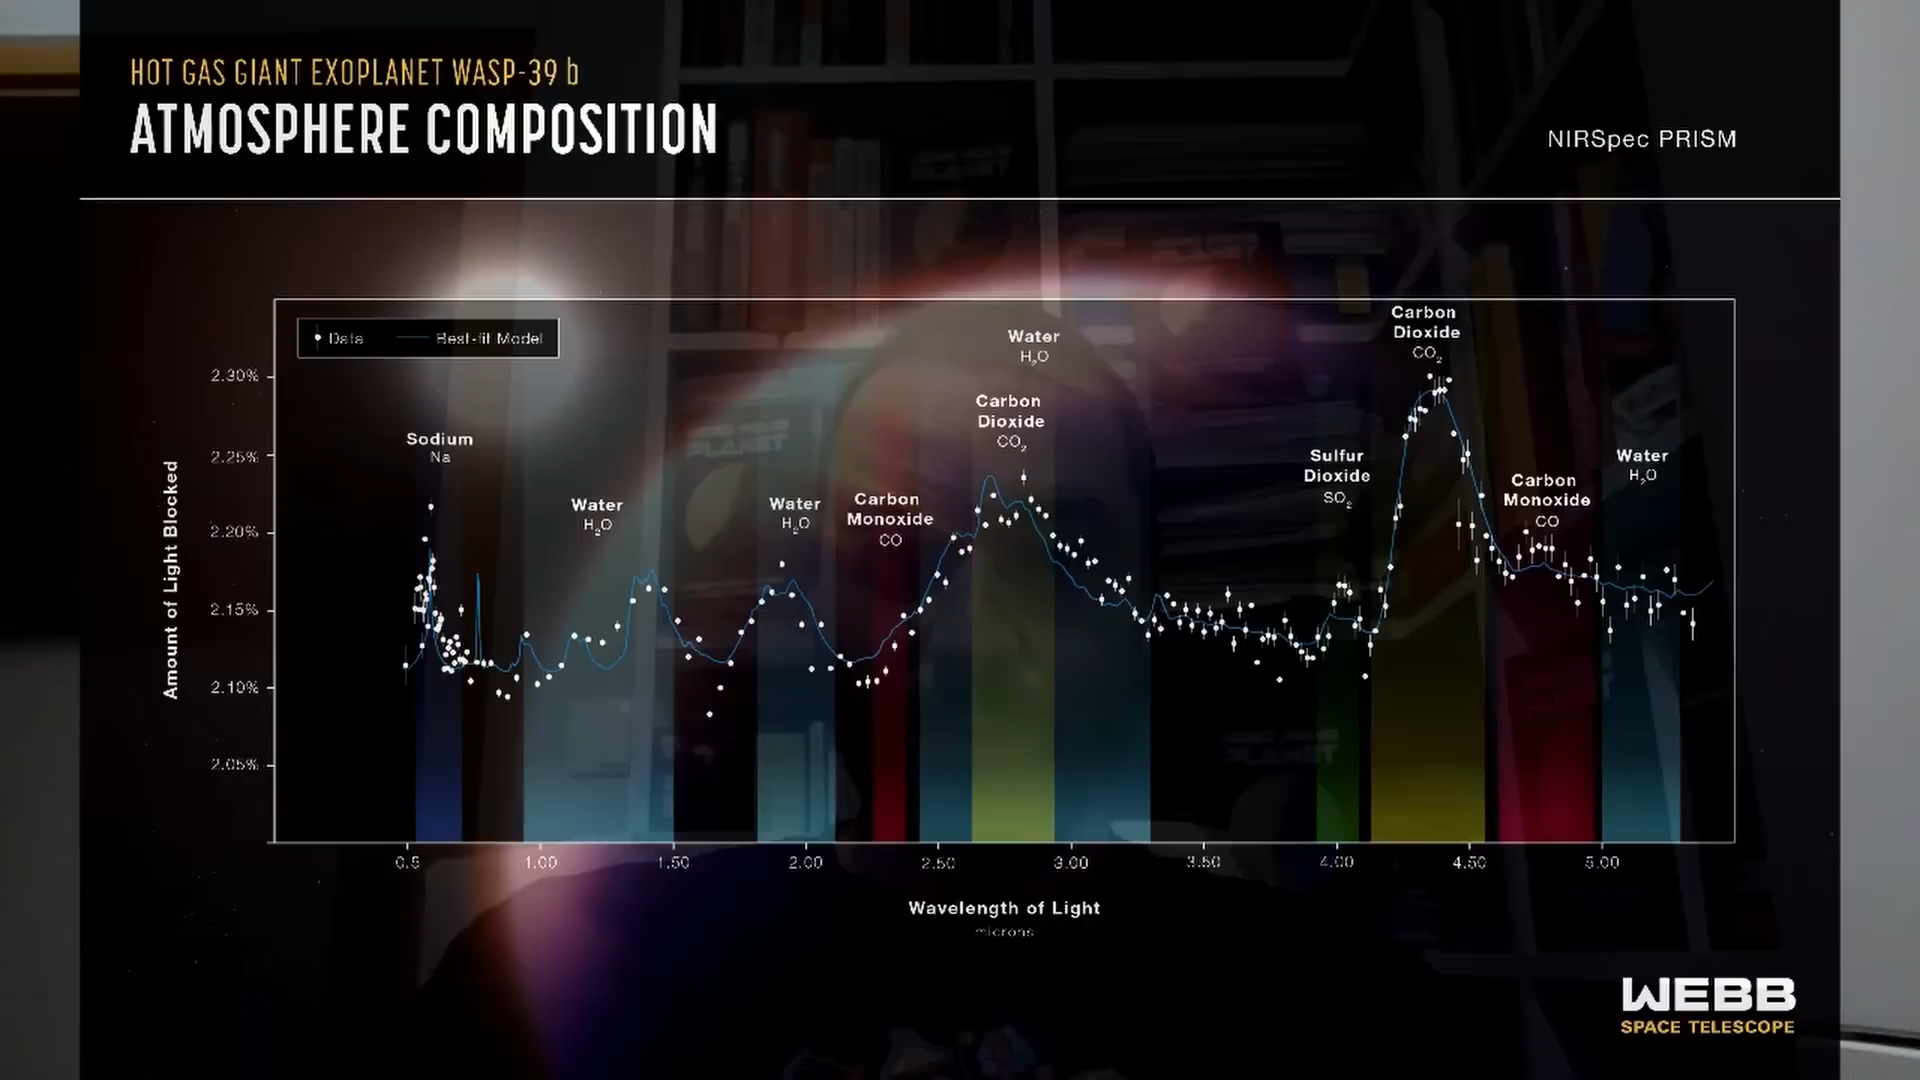 HOT GAS GIANT EXOPLANET WASP-39 b
ATMOSPHERE COMPOSITION
NIRSpec PRISM
Data
Best-fit Model
Water
H₂O
Carbon
Dioxide
CO₂
Carbon
Dioxide
CO₂
Sodium
Na
Water
H₂O
Water
H₂O
Carbon
Monoxide
CO
Sulfur
Dioxide
SO₂
Carbon
Monoxide
CO
Water
H₂O
Amount of Light Blocked
2.30%
2.25%
2.20%
2.15%
2.10%
2.05%
0.5
1.00
1.50
2.00
2.50
3.00
3.50
4.00
4.50
5.00
Wavelength of Light
microns
PLANET
PLANET
WEBB
SPACE TELESCOPE